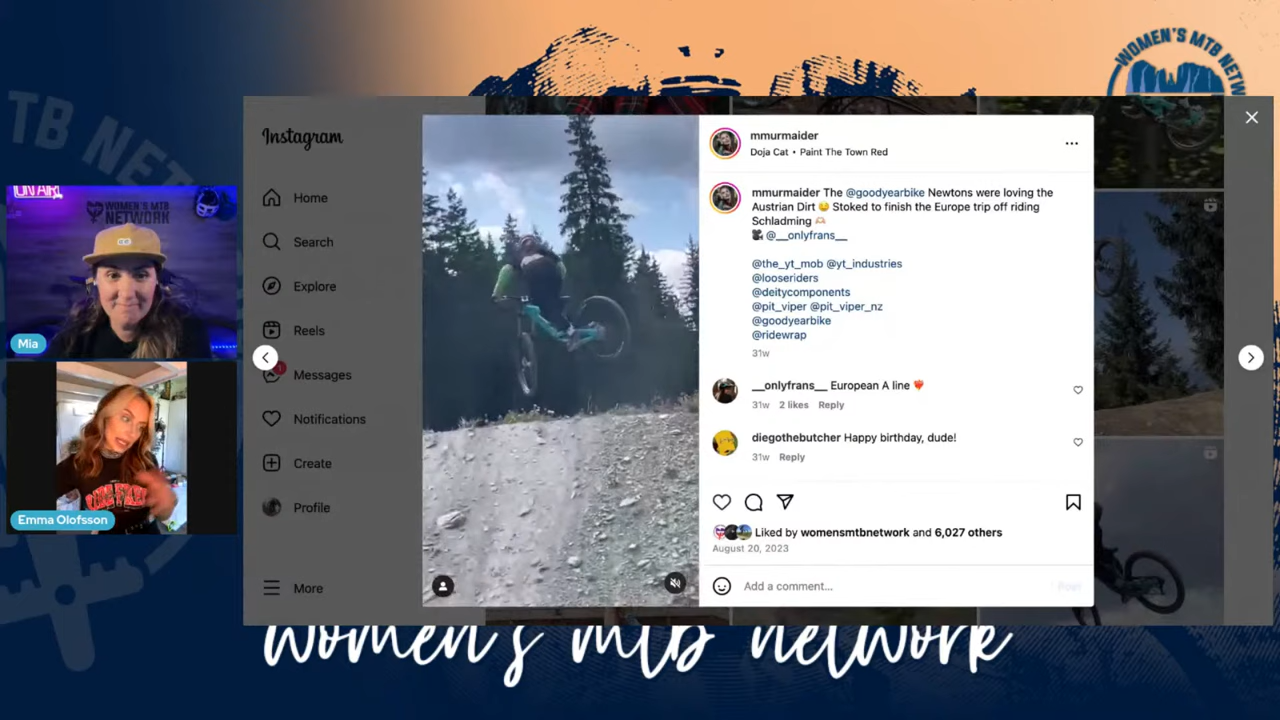 WOMEN'S MTB NETW
TB NET
ON AIR
WOMEN'S MTB
NETWORK
Mia
Emma Olofsson
Instagram
Home
Search
Explore
Reels
Messages
Notifications
Create
Profile
More
mmurmaider
Doja Cat • Paint The Town Red
mmurmaider The @goodyearbike Newtons were loving the
Austrian Dirt 😄 Stoked to finish the Europe trip off riding
Schladming 🫶🏻
🎥 @__onlyfrans__
@the_yt_mob @yt_industries
@looseriders
@deitycomponents
@pit_viper @pit_viper_nz
@goodyearbike
@ridewrap
31w
__onlyfrans__ European A line ❤️‍🔥
31w 2 likes Reply
diegothebutcher Happy birthday, dude!
31w Reply
Liked by womensmtbnetwork and 6,027 others
August 20, 2023
Add a comment...
Post
women's mtb network